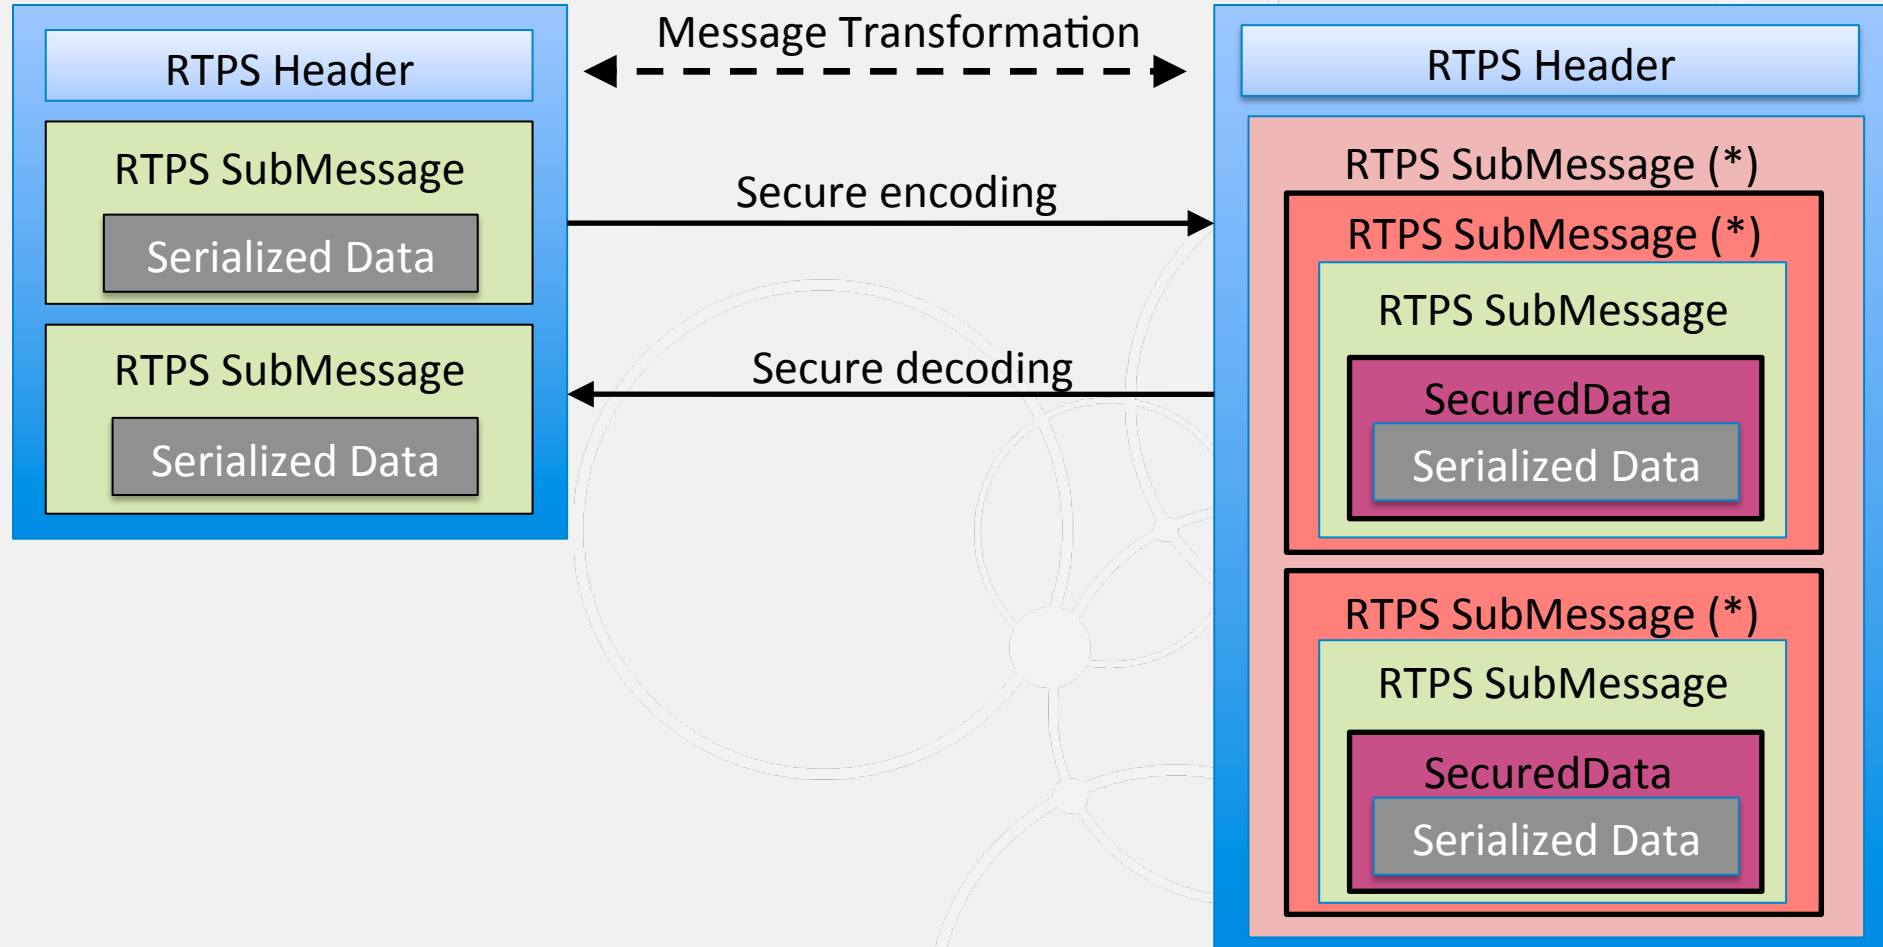 RTPS Header
RTPS SubMessage
Serialized Data
RTPS SubMessage
Serialized Data
Message Transformation
Secure encoding
Secure decoding
RTPS Header
RTPS SubMessage (*)
RTPS SubMessage (*)
RTPS SubMessage
SecuredData
Serialized Data
RTPS SubMessage (*)
RTPS SubMessage
SecuredData
Serialized Data